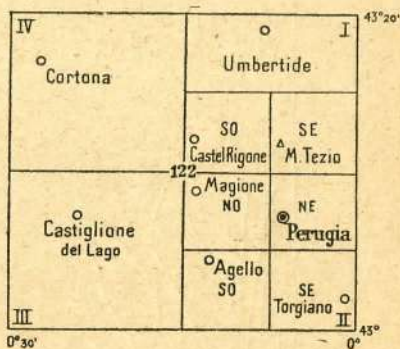 IV
I
43°20'
Cortona
Umbertide
SO
Castel Rigone
SE
M. Tezio
122
Magione
NO
NE
Perugia
Castiglione
del Lago
Agello
SO
SE
Torgiano
III
II
43°
0°30'
0°